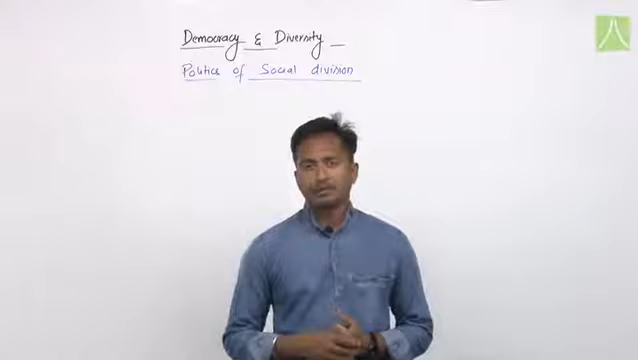 Democracy & Diversity —
Politics of Social division